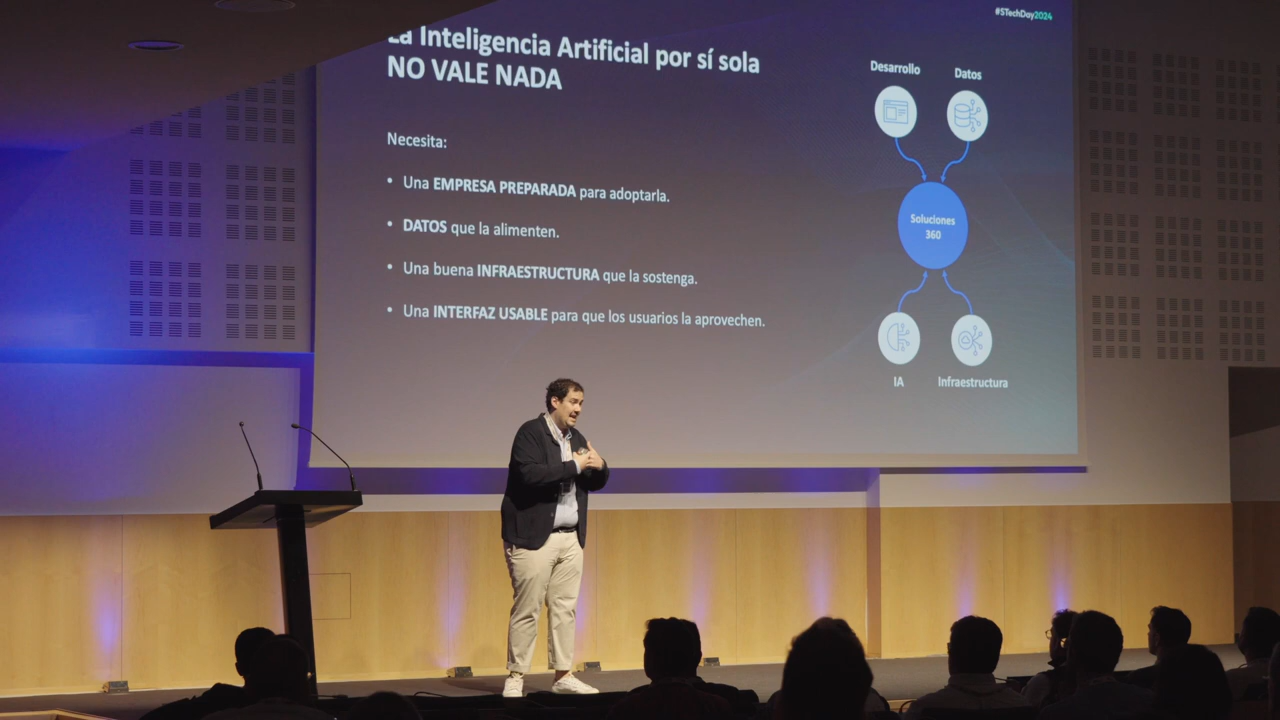 #STechDay2024
La Inteligencia Artificial por sí sola
NO VALE NADA
Necesita:
• Una EMPRESA PREPARADA para adoptarla.
• DATOS que la alimenten.
• Una buena INFRAESTRUCTURA que la sostenga.
• Una INTERFAZ USABLE para que los usuarios la aprovechen.
Desarrollo
Datos
Soluciones
360
IA
Infraestructura